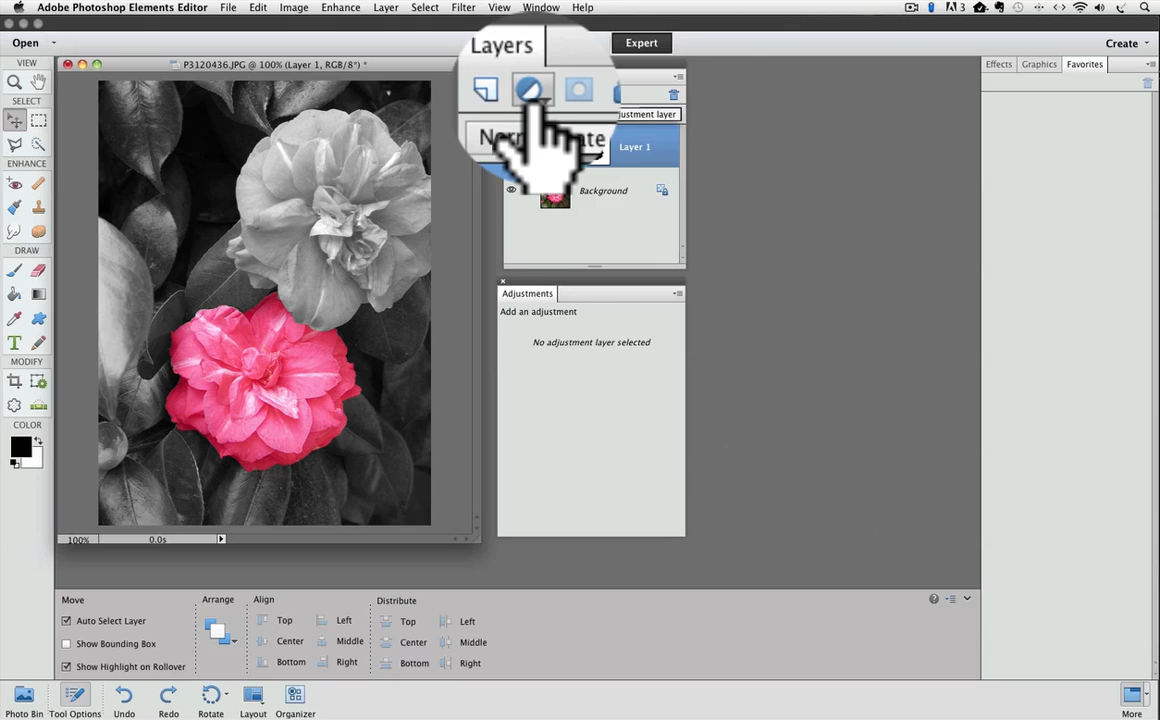 Adobe Photoshop Elements Editor File Edit Image Enhance Layer Select Filter View Window Help 3
Open
Expert
Create
Layers
VIEW
P3120436.JPG @ 100% (Layer 1, RGB/8*) *
Effects Graphics Favorites
SELECT
justment layer
Layer 1
ENHANCE
Background
DRAW
Adjustments
Add an adjustment
No adjustment layer selected
T
MODIFY
COLOR
100% 0.0s
Move
Arrange
Align
Distribute
Auto Select Layer
Top
Left
Top
Left
Show Bounding Box
Center
Middle
Center
Middle
Show Highlight on Rollover
Bottom
Right
Bottom
Right
Photo Bin
Tool Options
Undo
Redo
Rotate
Layout
Organizer
More